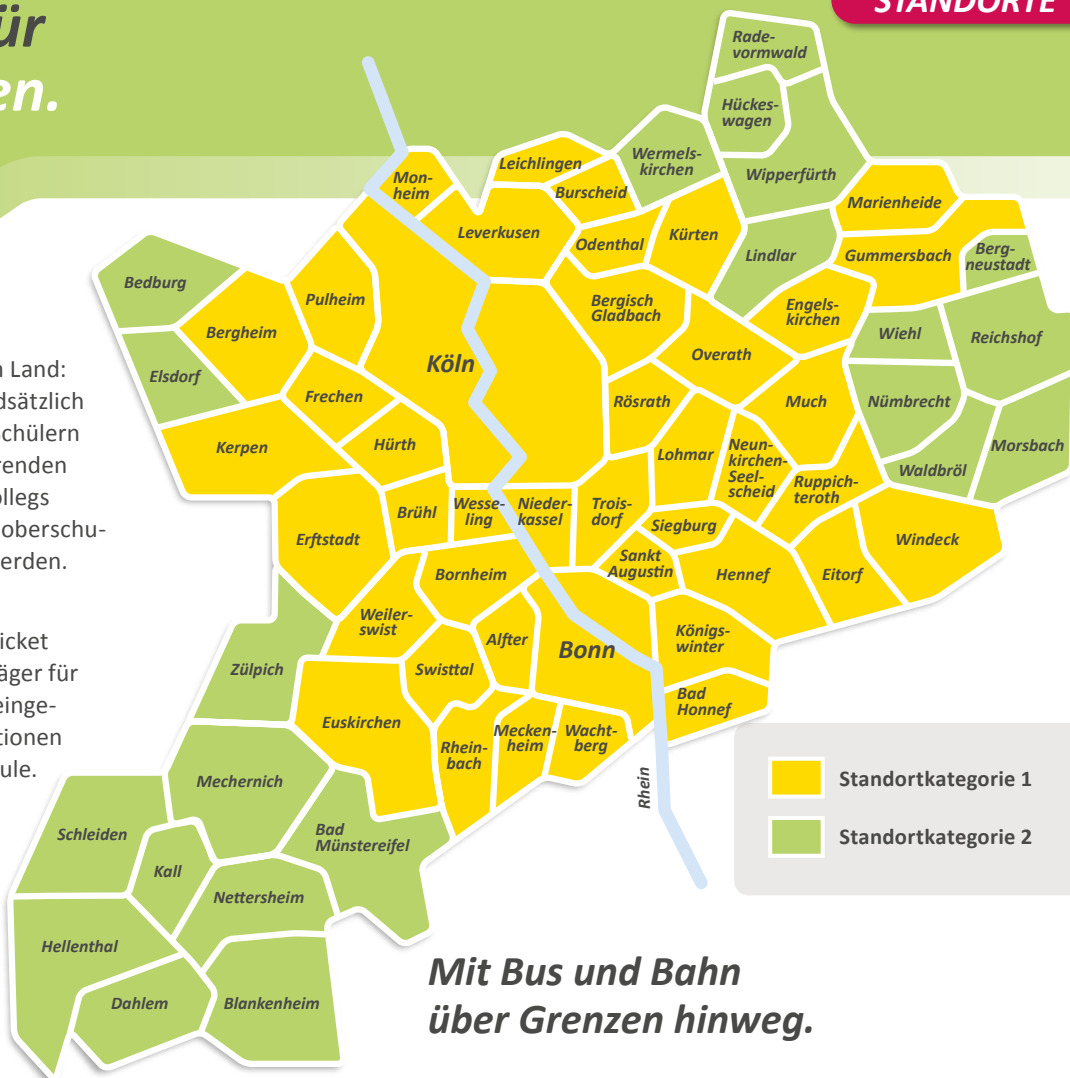 ür
en.
STANDORTE
Rade-
vormwald
Hückes-
wagen
Wermels-
kirchen
Wipperfürth
Leichlingen
Mon-
heim
Burscheid
Marienheide
Leverkusen
Odenthal
Kürten
Lindlar
Gummersbach
Berg-
neustadt
Bedburg
Pulheim
Bergisch
Gladbach
Engels-
kirchen
Bergheim
Wiehl
Reichshof
Köln
Overath
Elsdorf
Frechen
Rösrath
Much
Nümbrecht
Kerpen
Hürth
Lohmar
Neun-
kirchen-
Seel-
scheid
Morsbach
Waldbröl
Ruppich-
teroth
Brühl
Wesse-
ling
Nieder-
kassel
Trois-
dorf
Siegburg
Erftstadt
Windeck
Sankt
Augustin
Bornheim
Hennef
Eitorf
Weiler-
swist
Alfter
Bonn
Königs-
winter
Zülpich
Swisttal
Bad
Honnef
Euskirchen
Rhein-
bach
Mecken-
heim
Wacht-
berg
Mechernich
Rhein
Schleiden
Bad
Münstereifel
Kall
Nettersheim
Hellenthal
Dahlem
Blankenheim
n Land:
dsätzlich
chülern
renden
ollegs
oberschu-
erden.
icket
äger für
einge-
tionen
ule.
Standortkategorie 1
Standortkategorie 2
Mit Bus und Bahn
über Grenzen hinweg.